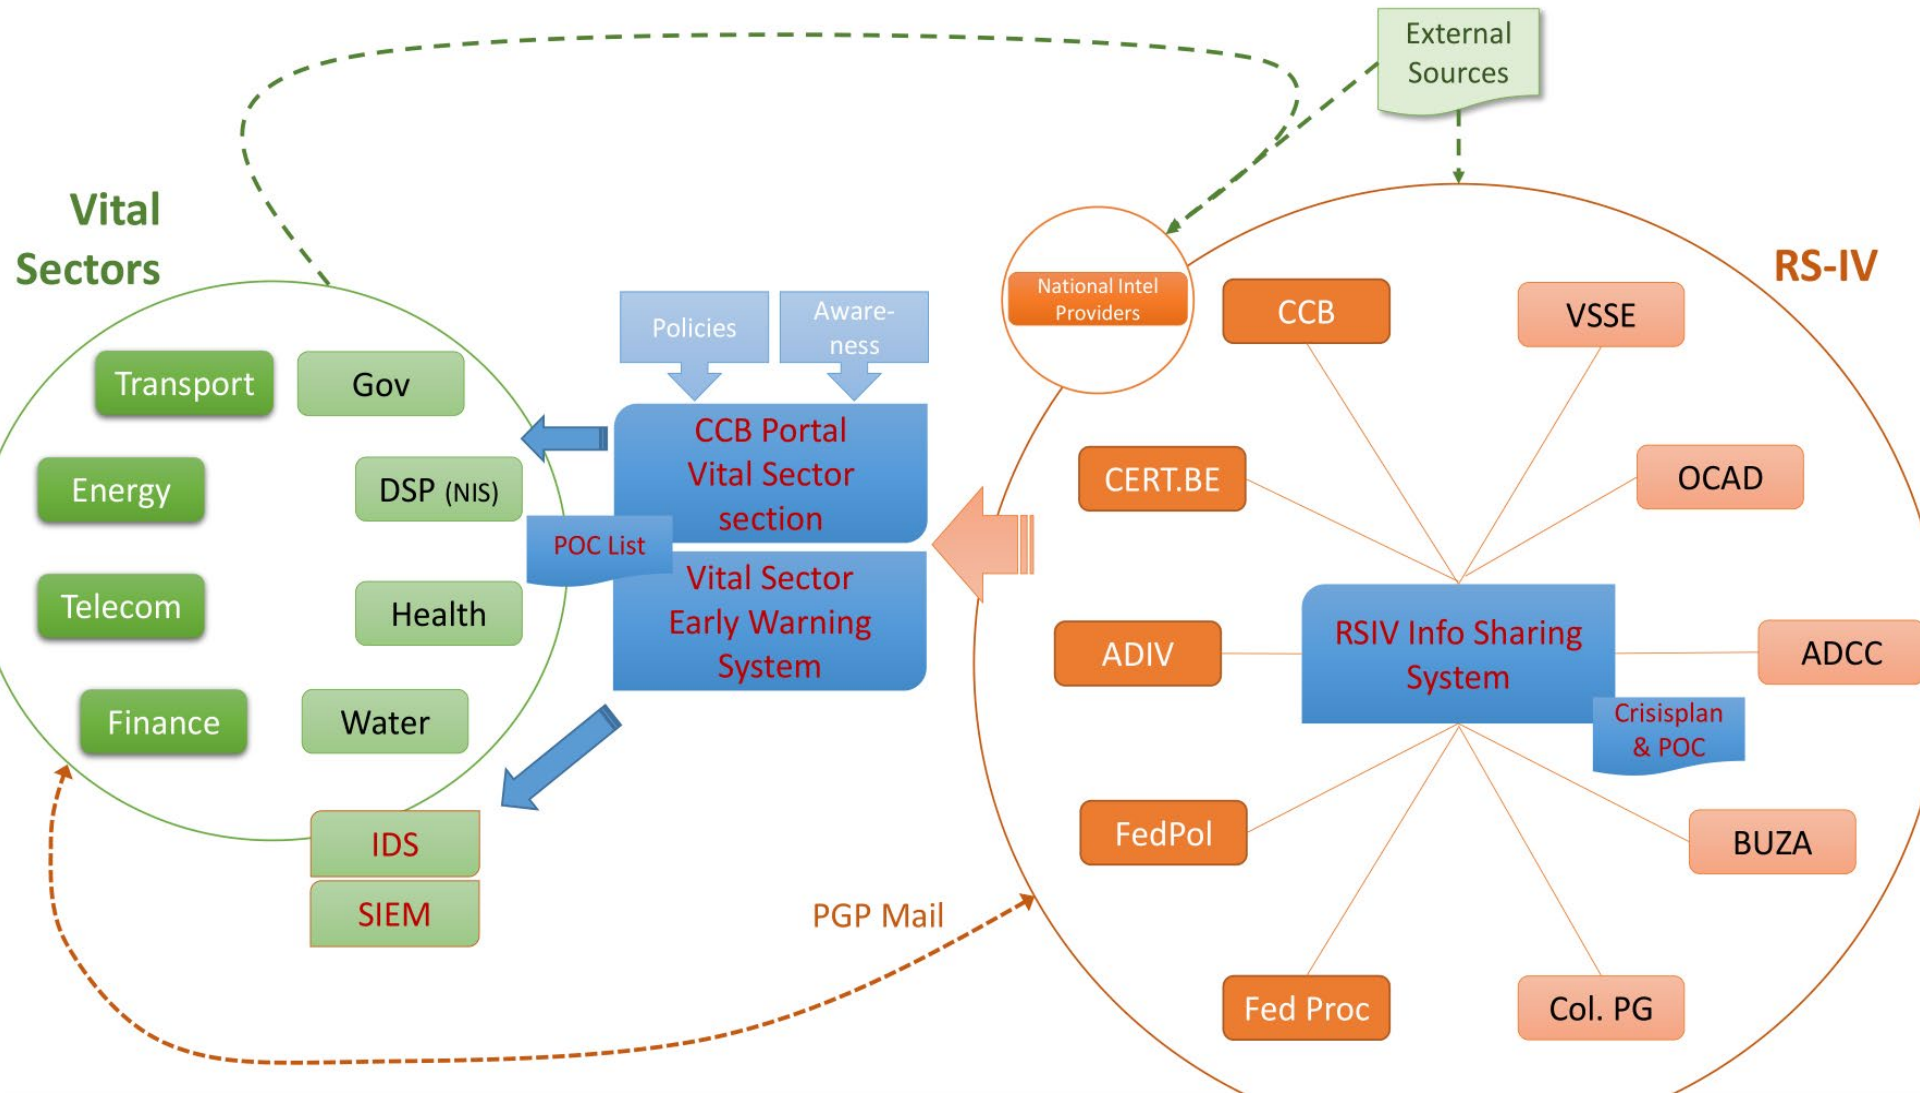 External
Sources
Vital
Sectors
RS-IV
National Intel
Providers
CCB
VSSE
Policies
Aware-
ness
Transport
Gov
CCB Portal
Vital Sector
section
CERT.BE
OCAD
Energy
DSP (NIS)
POC List
Vital Sector
Early Warning
System
Telecom
Health
ADIV
RSIV Info Sharing
System
ADCC
Finance
Water
Crisisplan
& POC
IDS
SIEM
FedPol
BUZA
PGP Mail
Fed Proc
Col. PG